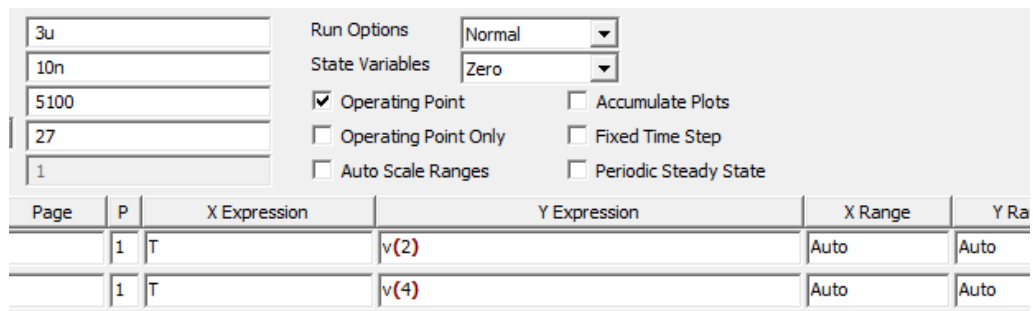 3u Run Options Normal
10n State Variables Zero
5100 Operating Point Accumulate Plots
27 Operating Point Only Fixed Time Step
1 Auto Scale Ranges Periodic Steady State
Page P X Expression Y Expression X Range Y Ra
1 T v(2) Auto Auto
1 T v(4) Auto Auto